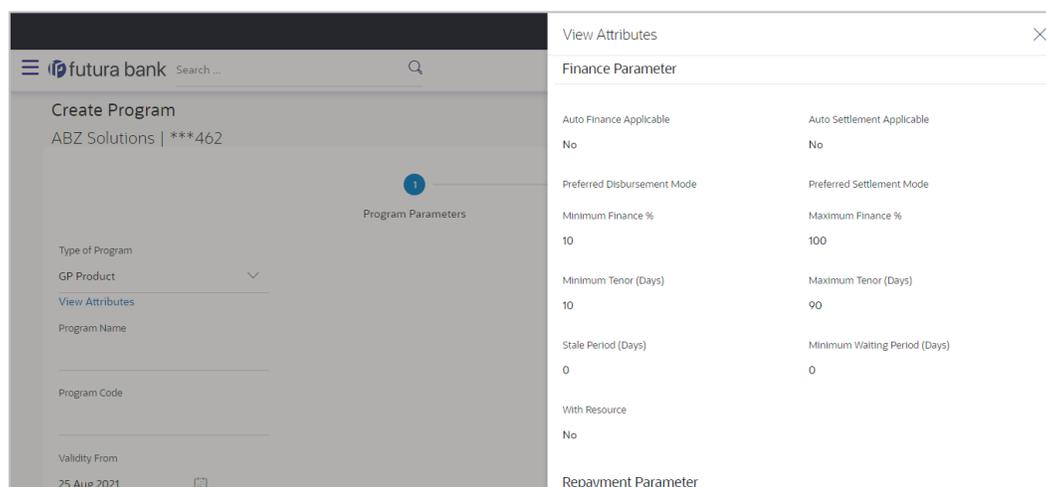 futura bank Search ...
Create Program
ABZ Solutions | ***462
1
Program Parameters
Type of Program
GP Product
View Attributes
Program Name
Program Code
Validity From
25 Aug 2021
View Attributes
Finance Parameter
Auto Finance Applicable Auto Settlement Applicable
No No
Preferred Disbursement Mode Preferred Settlement Mode
Minimum Finance % Maximum Finance %
10 100
Minimum Tenor (Days) Maximum Tenor (Days)
10 90
Stale Period (Days) Minimum Waiting Period (Days)
0 0
With Resource
No
Repayment Parameter